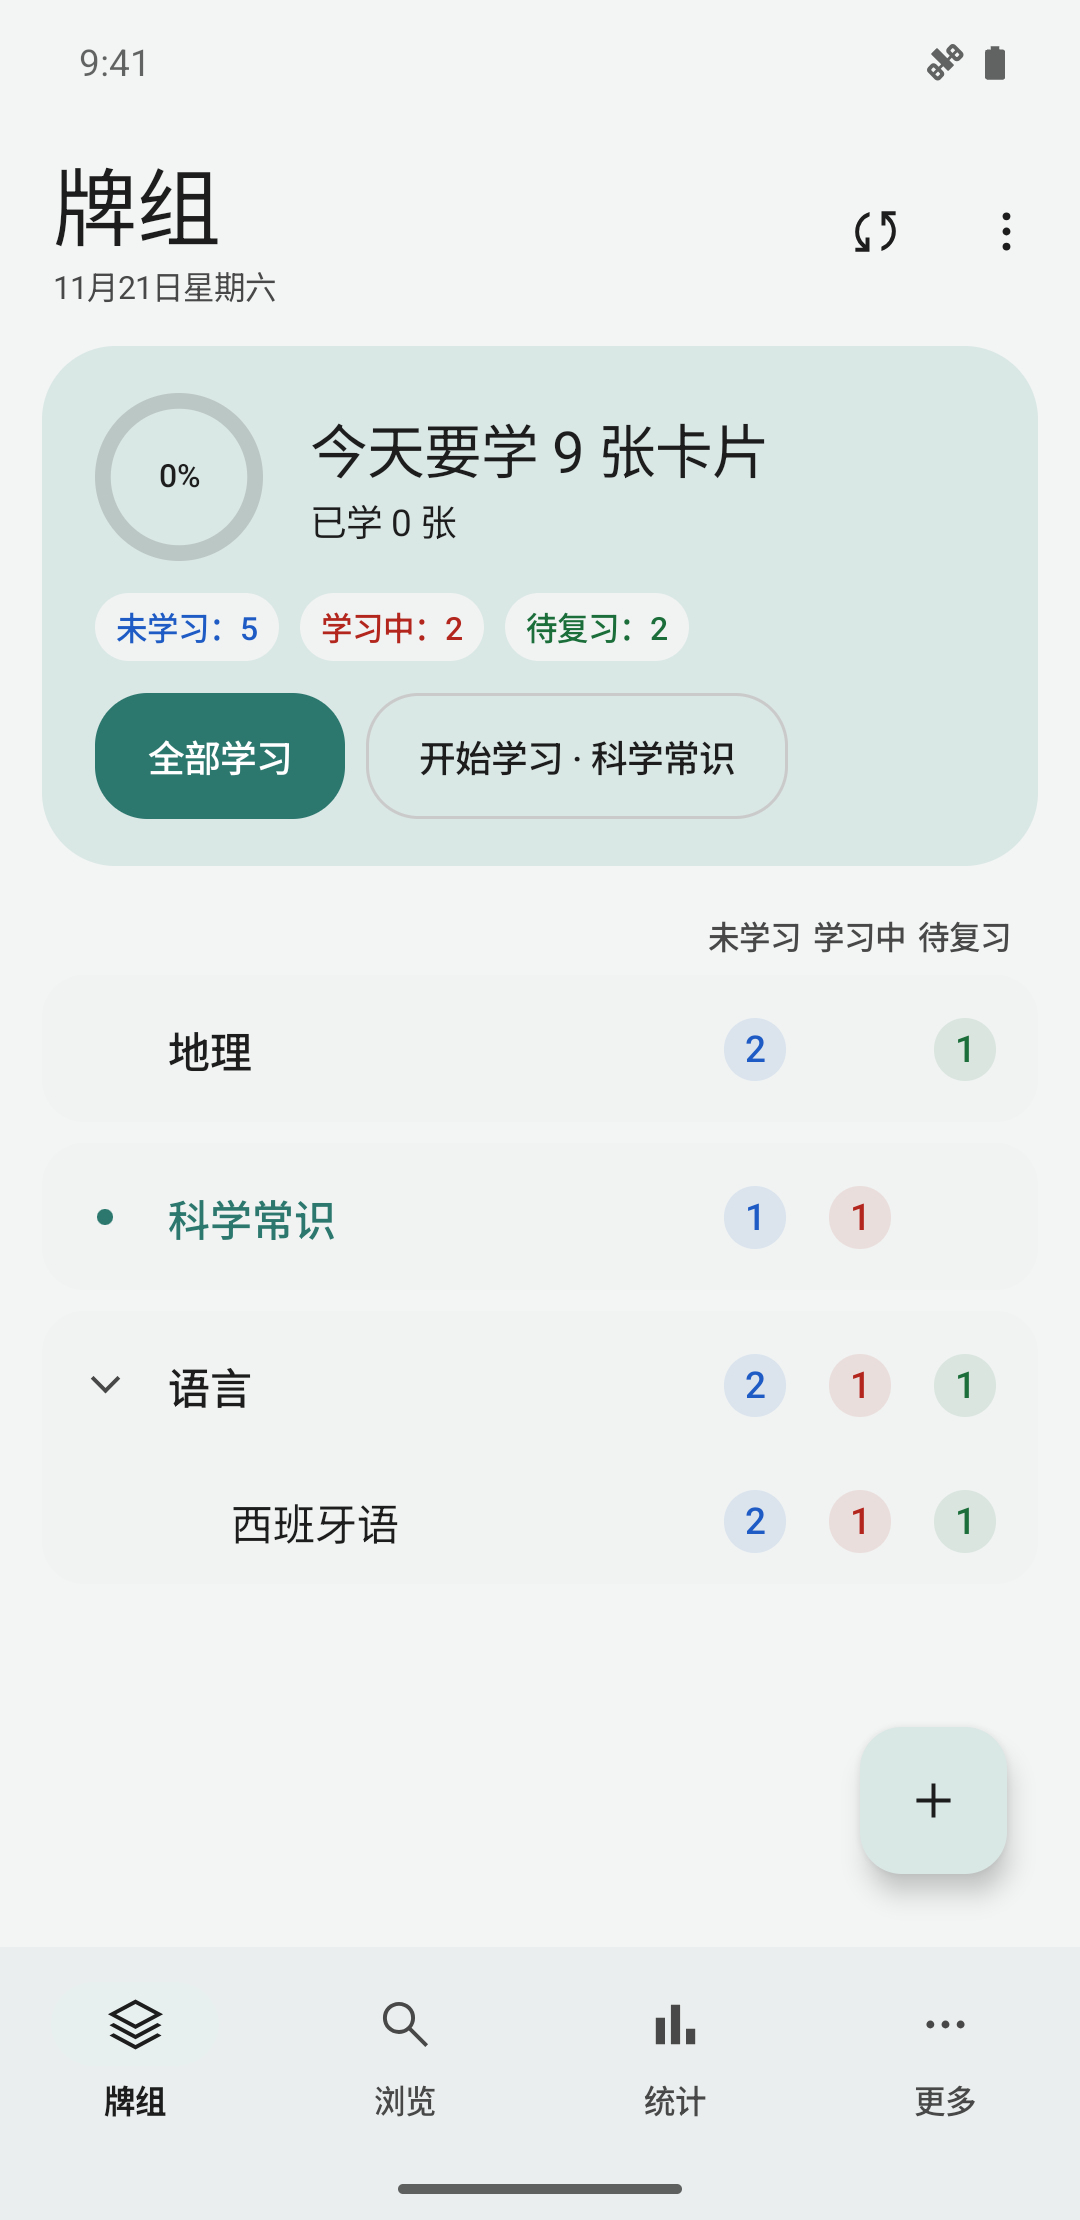 9:41
牌组
11月21日星期六
0%
今天要学 9 张卡片
已学 0 张
未学习：5 学习中：2 待复习：2
全部学习 开始学习 · 科学常识
未学习 学习中 待复习
地理 2 1
科学常识 1 1
语言 2 1 1
西班牙语 2 1 1
牌组 浏览 统计 更多